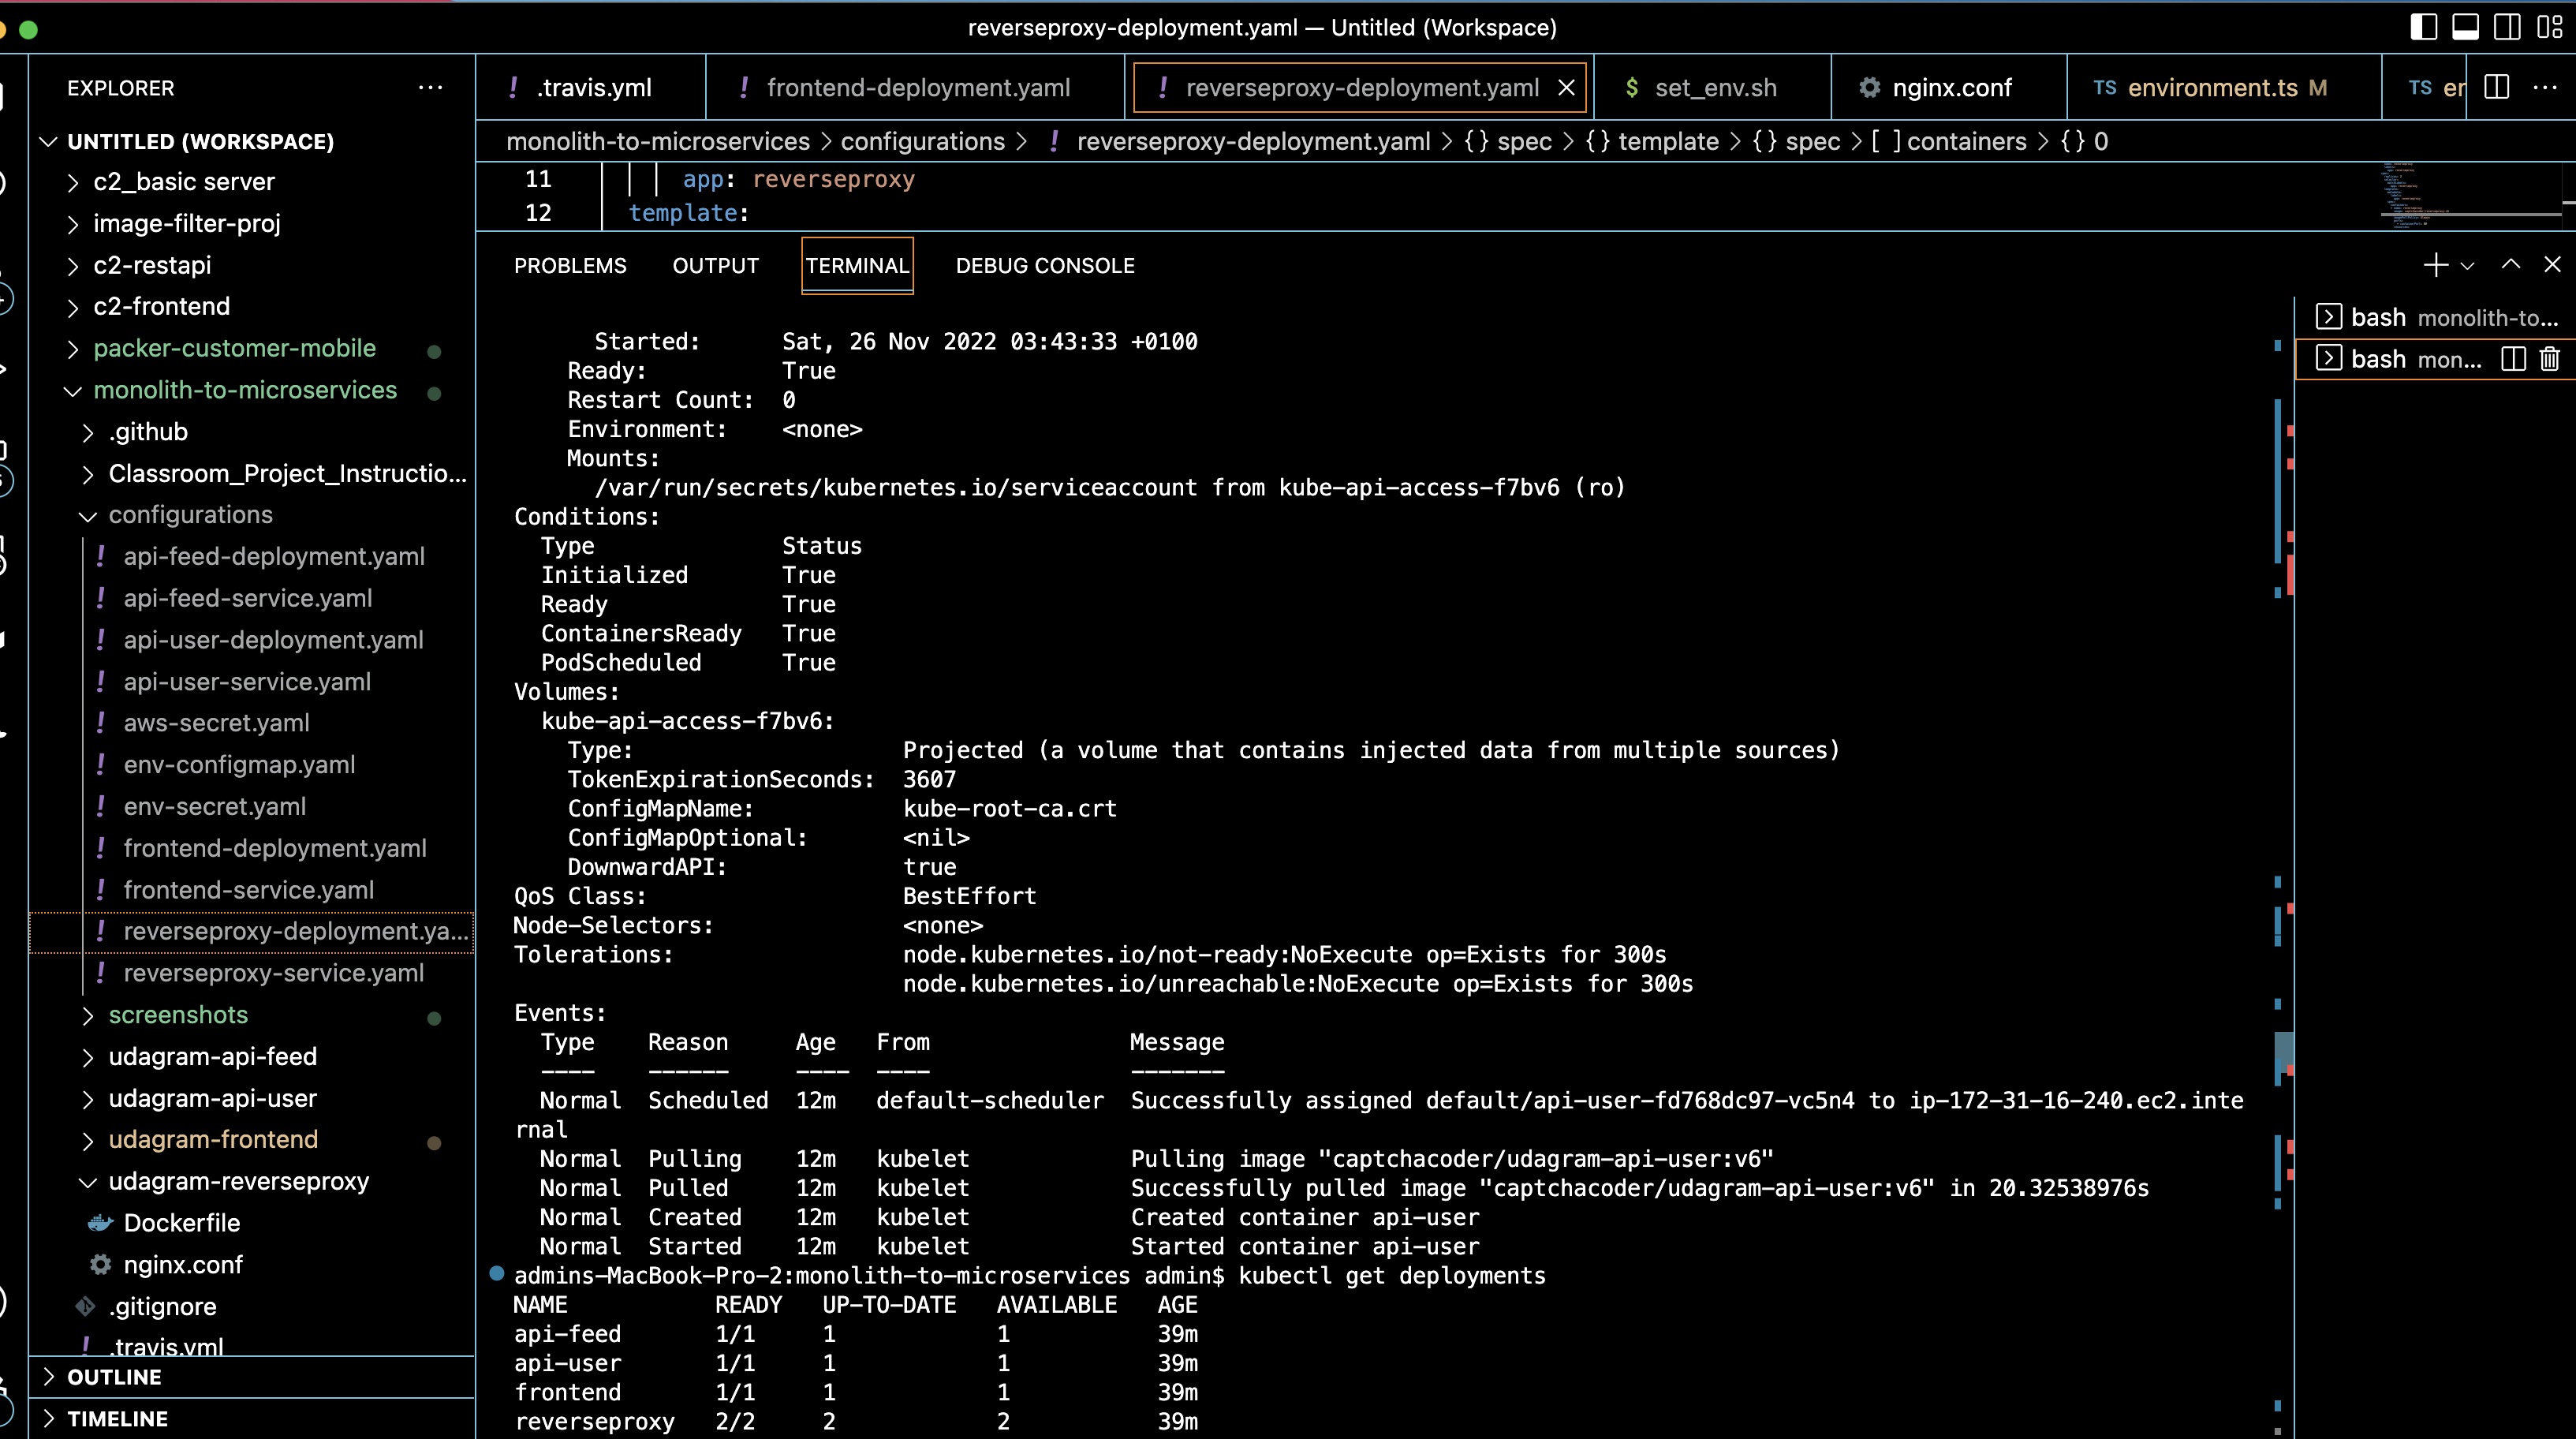 reverseproxy-deployment.yaml — Untitled (Workspace)
EXPLORER
UNTITLED (WORKSPACE)
c2_basic server
image-filter-proj
c2-restapi
c2-frontend
packer-customer-mobile
monolith-to-microservices
.github
Classroom_Project_Instructio...
configurations
api-feed-deployment.yaml
api-feed-service.yaml
api-user-deployment.yaml
api-user-service.yaml
aws-secret.yaml
env-configmap.yaml
env-secret.yaml
frontend-deployment.yaml
frontend-service.yaml
reverseproxy-deployment.ya...
reverseproxy-service.yaml
screenshots
udagram-api-feed
udagram-api-user
udagram-frontend
udagram-reverseproxy
Dockerfile
nginx.conf
.gitignore
.travis.yml
OUTLINE
TIMELINE
! .travis.yml ! frontend-deployment.yaml ! reverseproxy-deployment.yaml $ set_env.sh nginx.conf TS environment.ts M TS er
monolith-to-microservices > configurations > ! reverseproxy-deployment.yaml > {} spec > {} template > {} spec > [ ] containers > {} 0
11 app: reverseproxy
12 template:
PROBLEMS OUTPUT TERMINAL DEBUG CONSOLE
Started: Sat, 26 Nov 2022 03:43:33 +0100
Ready: True
Restart Count: 0
Environment: <none>
Mounts:
/var/run/secrets/kubernetes.io/serviceaccount from kube-api-access-f7bv6 (ro)
Conditions:
Type Status
Initialized True
Ready True
ContainersReady True
PodScheduled True
Volumes:
kube-api-access-f7bv6:
Type: Projected (a volume that contains injected data from multiple sources)
TokenExpirationSeconds: 3607
ConfigMapName: kube-root-ca.crt
ConfigMapOptional: <nil>
DownwardAPI: true
QoS Class: BestEffort
Node-Selectors: <none>
Tolerations: node.kubernetes.io/not-ready:NoExecute op=Exists for 300s
node.kubernetes.io/unreachable:NoExecute op=Exists for 300s
Events:
Type Reason Age From Message
---- ------ ---- ---- -------
Normal Scheduled 12m default-scheduler Successfully assigned default/api-user-fd768dc97-vc5n4 to ip-172-31-16-240.ec2.inte
rnal
Normal Pulling 12m kubelet Pulling image "captchacoder/udagram-api-user:v6"
Normal Pulled 12m kubelet Successfully pulled image "captchacoder/udagram-api-user:v6" in 20.32538976s
Normal Created 12m kubelet Created container api-user
Normal Started 12m kubelet Started container api-user
admins-MacBook-Pro-2:monolith-to-microservices admin$ kubectl get deployments
NAME READY UP-TO-DATE AVAILABLE AGE
api-feed 1/1 1 1 39m
api-user 1/1 1 1 39m
frontend 1/1 1 1 39m
reverseproxy 2/2 2 2 39m
bash monolith-to...
bash mon...